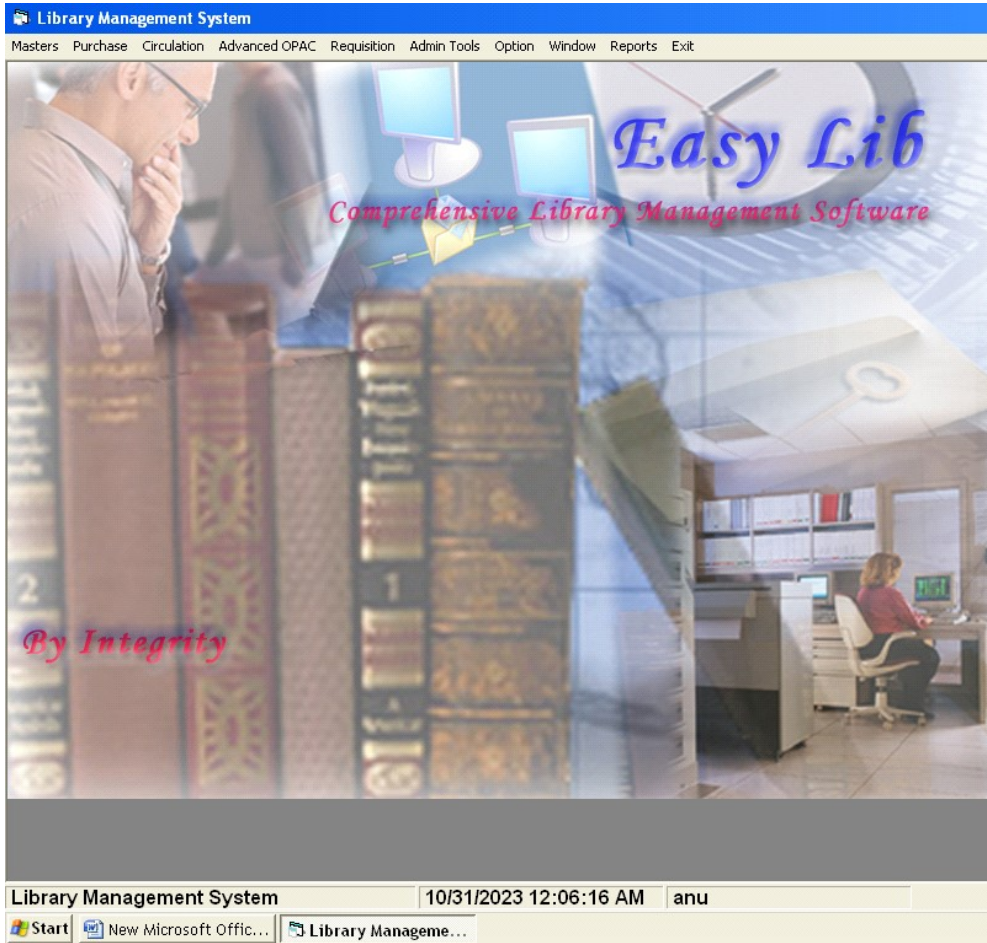 Library Management System
Masters Purchase Circulation Advanced OPAC Requisition Admin Tools Option Window Reports Exit
Easy Lib
Comprehensive Library Management Software
2
1
By Integrity
Library Management System 10/31/2023 12:06:16 AM anu
Start New Microsoft Offic... Library Manageme...